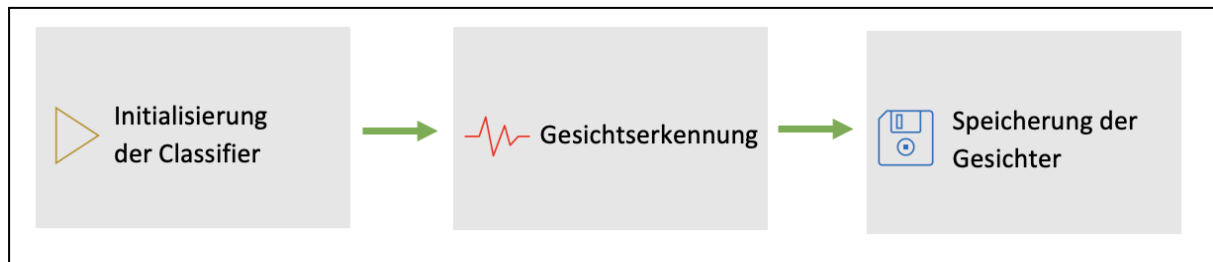 Initialisierung
der Classifier
Gesichtserkennung
Speicherung der
Gesichter